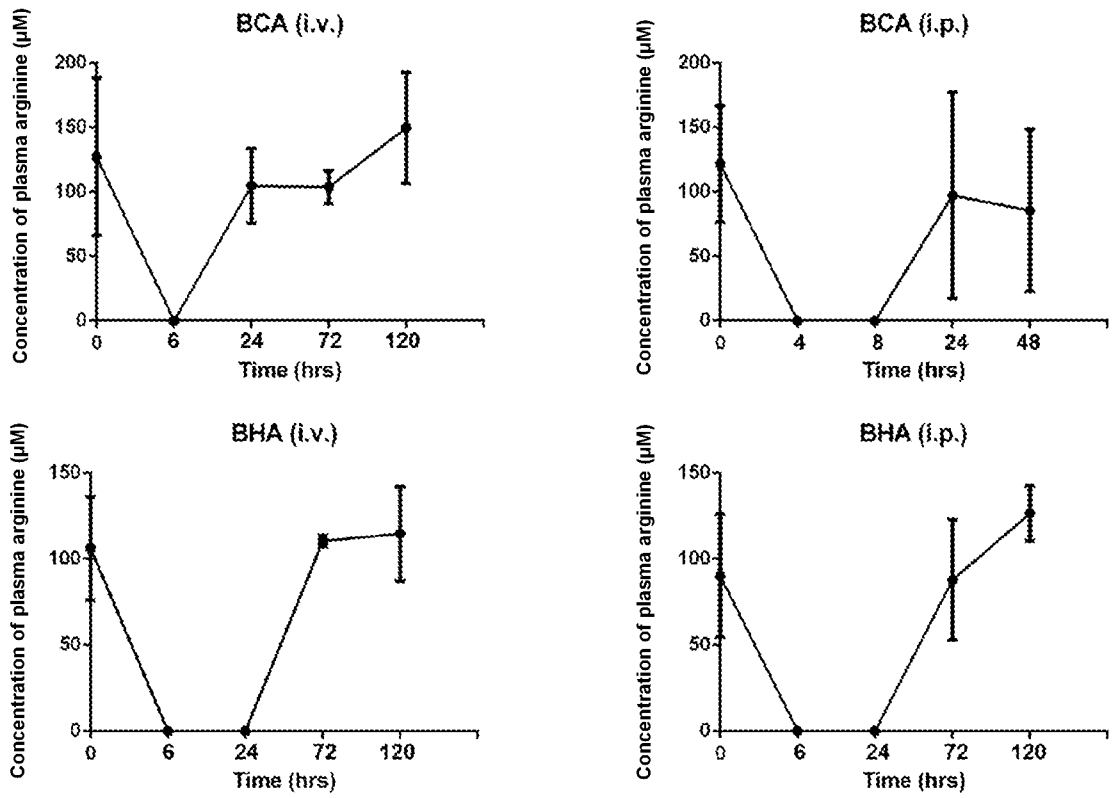 BCA (i.v.)
Concentration of plasma arginine (µM)
200
150
100
50
0
0 6 24 72 120
Time (hrs)
BCA (i.p.)
Concentration of plasma arginine (µM)
200
150
100
50
0
0 4 8 24 48
Time (hrs)
BHA (i.v.)
Concentration of plasma arginine (µM)
150
100
50
0
0 6 24 72 120
Time (hrs)
BHA (i.p.)
Concentration of plasma arginine (µM)
150
100
50
0
0 6 24 72 120
Time (hrs)